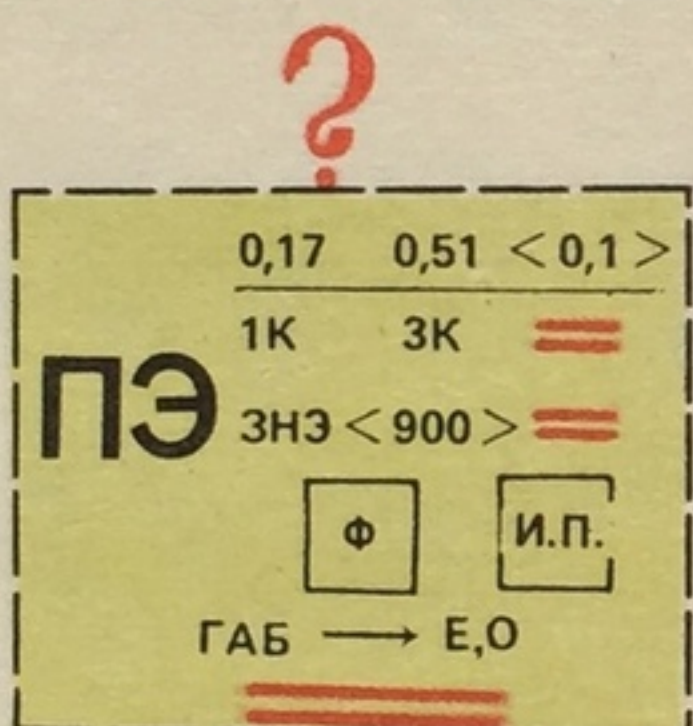 ?
0,17 0,51 <0,1>
1К 3К
ПЭ
ЗНЭ <900>
Ф И.П.
ГАБ → Е,О